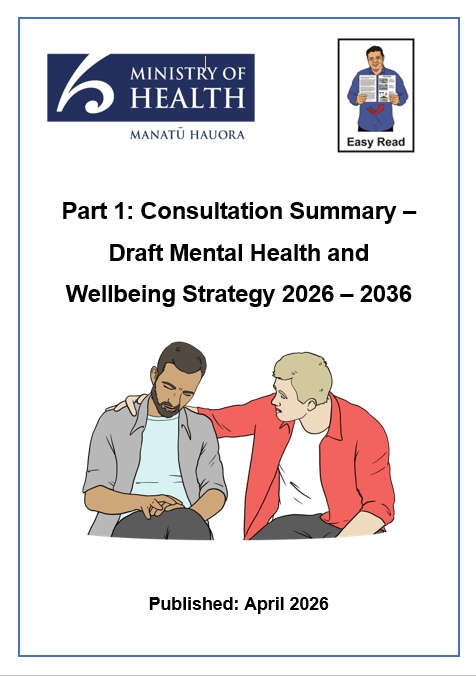 MINISTRY OF
HEALTH
MANATŪ HAUORA
Easy Read
Part 1: Consultation Summary –
Draft Mental Health and
Wellbeing Strategy 2026 – 2036
Published: April 2026